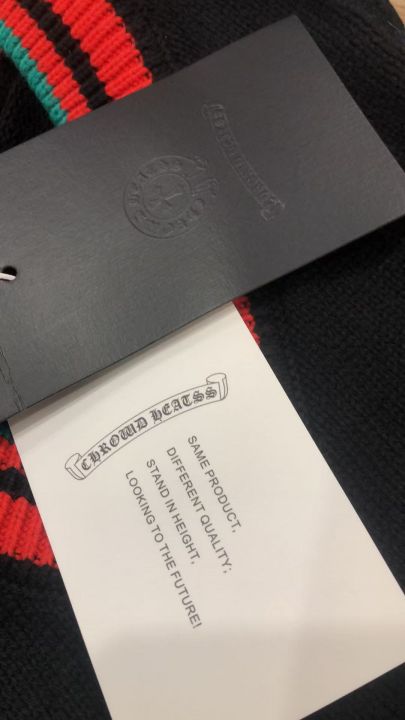 CHROWD HEATSS
SAME PRODUCT,
DIFFERENT QUALITY;
STAND IN HEIGHT,
LOOKING TO THE FUTURE!